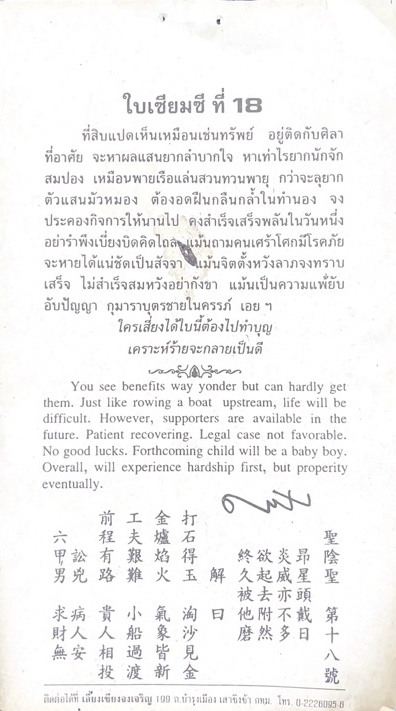 ใบเซียมซี ที่ 18
ที่สิบแปดเห็นเหมือนเช่นทรัพย์ อยู่ติดกับศิลา
ที่อาศัย จะหาผลแสนยากลำบากใจ หาเท่าไรยากนักจัก
สมปอง เหมือนพายเรือแล่นสวนทวนพายุ กว่าจะลุยาก
ตัวแสนมัวหมอง ต้องอดฝืนกลืนกล้ำในทำนอง จง
ประคองกิจการให้นานไป คงสำเร็จเสร็จพลันในวันหนึ่ง
อย่ารำพึงเบี่ยงบิดคิดไถล แม้นถามคนเศร้าโศกมีโรคภัย
จะหายได้แน่ชัดเป็นสัจจา แม้นจิตตั้งหวังลาภจงทราบ
เสร็จ ไม่สำเร็จสมหวังอย่ากังขา แม้นเป็นความแพ้ยับ
อับปัญญา กุมาราบุตรชายในครรภ์ เอย ฯ
ใครเสี่ยงได้ใบนี้ต้องไปทำบุญ
เคราะห์ร้ายจะกลายเป็นดี
You see benefits way yonder but can hardly get
them. Just like rowing a boat upstream, life will be
difficult. However, supporters are available in the
future. Patient recovering. Legal case not favorable.
No good lucks. Forthcoming child will be a baby boy.
Overall, will experience hardship first, but properity
eventually.
聖陰聖 第十八號
昴星頭戴日
炎威亦不多
欲起去附然
終久被他磨
解曰
打石得玉 淘沙見金
金爐焰火 氣象皆新
工夫艱難 小船過渡
前程有路 貴人相投
訟兇 病人安
六甲男 求財無
ติดต่อได้ที่ เลี้ยงเซียงจงเจริญ 199 ถ.บำรุงเมือง เสาชิงช้า กทม. โทร. 0-2226095-6